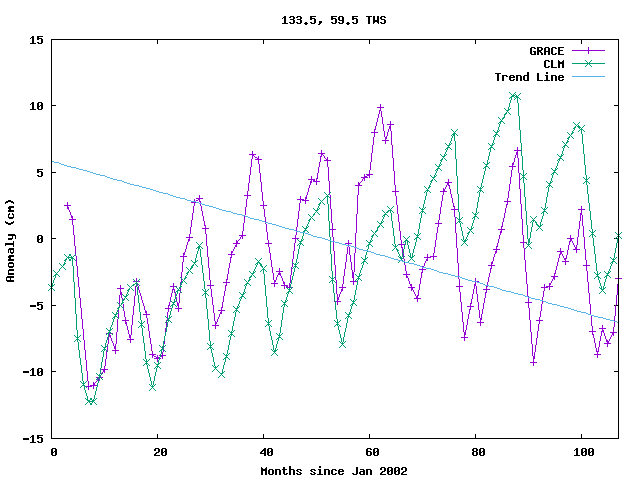 133.5, 59.5 TWS
GRACE
CLM
Trend Line
15
10
5
0
-5
-10
-15
Anomaly (cm)
0 20 40 60 80 100
Months since Jan 2002